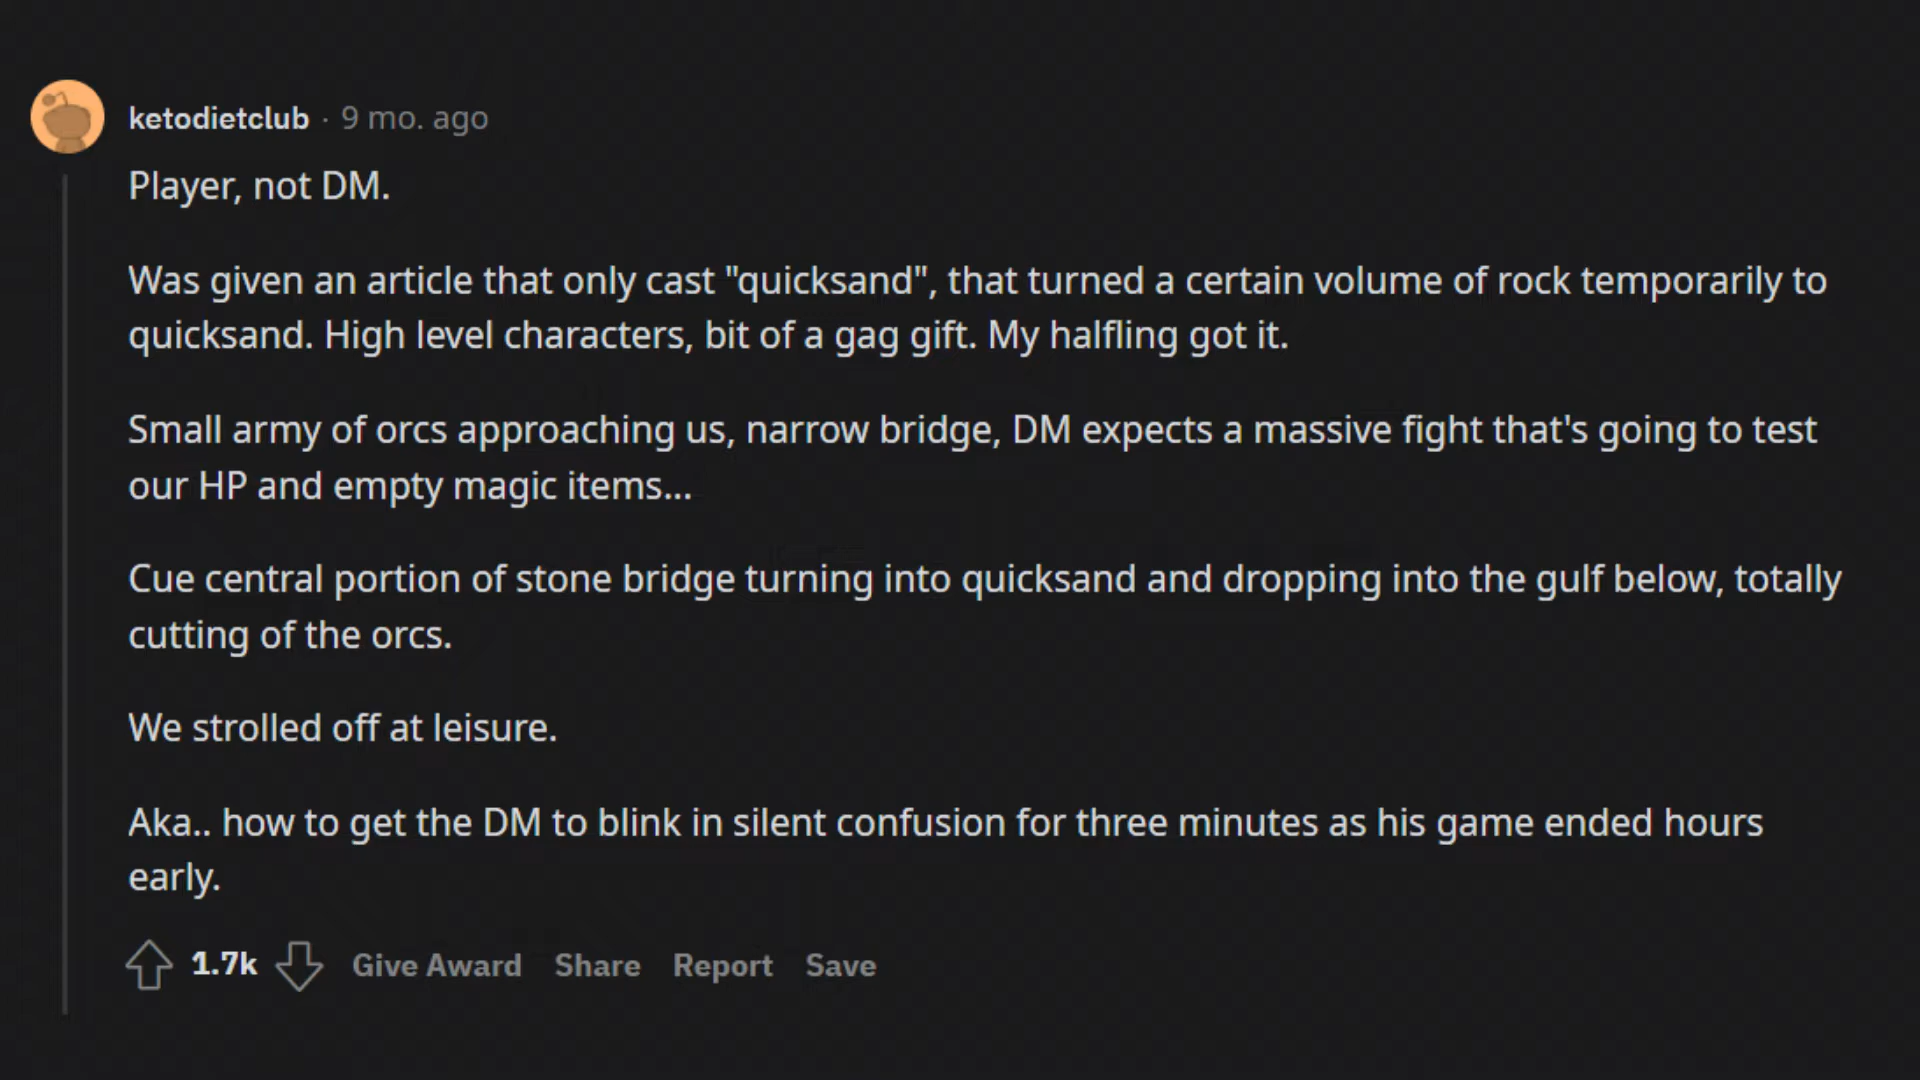 ketodietclub · 9 mo. ago
Player, not DM.
Was given an article that only cast "quicksand", that turned a certain volume of rock temporarily to
quicksand. High level characters, bit of a gag gift. My halfling got it.
Small army of orcs approaching us, narrow bridge, DM expects a massive fight that's going to test
our HP and empty magic items...
Cue central portion of stone bridge turning into quicksand and dropping into the gulf below, totally
cutting of the orcs.
We strolled off at leisure.
Aka.. how to get the DM to blink in silent confusion for three minutes as his game ended hours
early.
1.7k Give Award Share Report Save